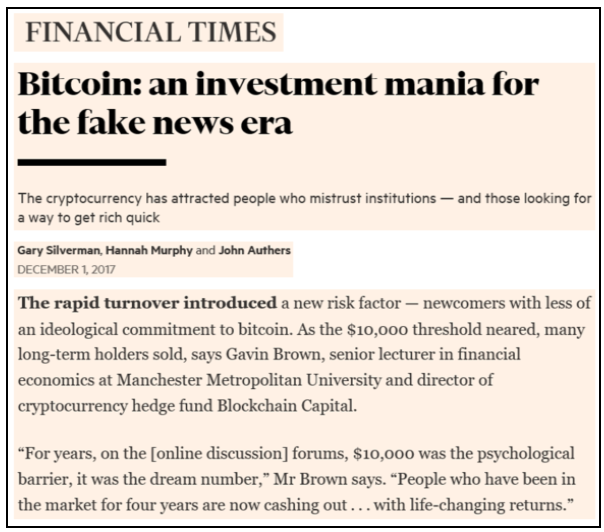 FINANCIAL TIMES
Bitcoin: an investment mania for
the fake news era
The cryptocurrency has attracted people who mistrust institutions — and those looking for
a way to get rich quick
Gary Silverman, Hannah Murphy and John Authers
DECEMBER 1, 2017
The rapid turnover introduced a new risk factor — newcomers with less of
an ideological commitment to bitcoin. As the $10,000 threshold neared, many
long-term holders sold, says Gavin Brown, senior lecturer in financial
economics at Manchester Metropolitan University and director of
cryptocurrency hedge fund Blockchain Capital.
“For years, on the [online discussion] forums, $10,000 was the psychological
barrier, it was the dream number,” Mr Brown says. “People who have been in
the market for four years are now cashing out . . . with life-changing returns.”